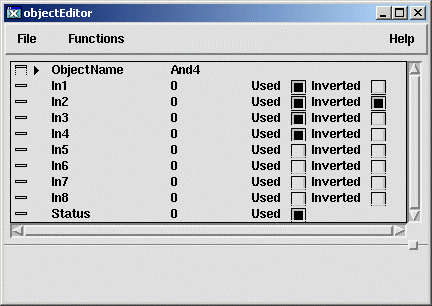 objectEditor
File Functions Help
ObjectName And4
In1 0 Used Inverted
In2 0 Used Inverted
In3 0 Used Inverted
In4 0 Used Inverted
In5 0 Used Inverted
In6 0 Used Inverted
In7 0 Used Inverted
In8 0 Used Inverted
Status 0 Used